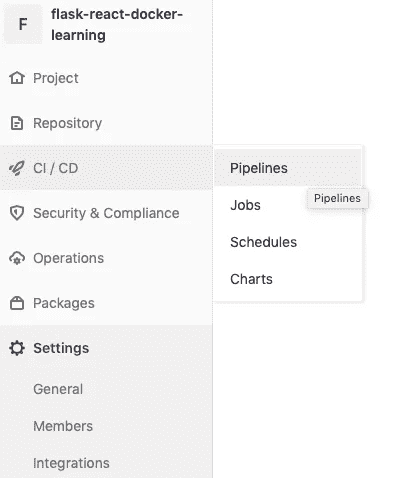 F
flask-react-docker-
learning
Project
Repository
CI / CD
Pipelines
Pipelines
Jobs
Schedules
Charts
Security & Compliance
Operations
Packages
Settings
General
Members
Integrations